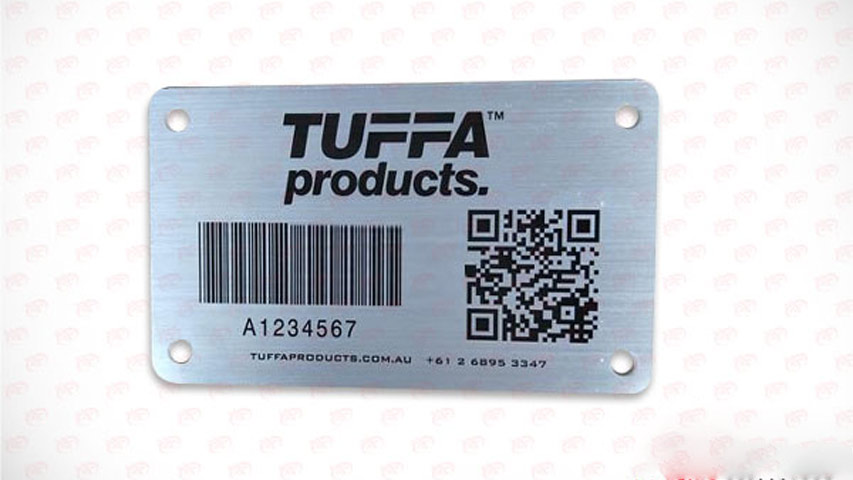 TUFFA™
products.
A1234567
TUFFAPRODUCTS.COM.AU +61 2 6895 3347